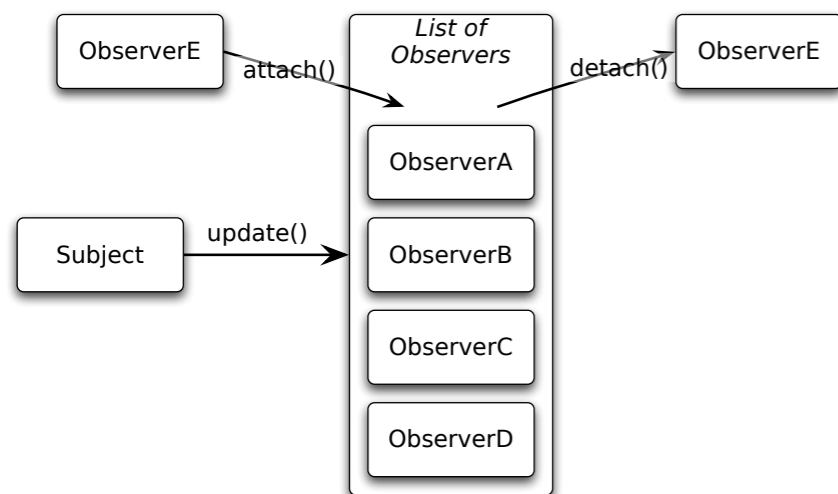 List of
Observers
ObserverE
attach()
detach()
ObserverE
ObserverA
Subject
update()
ObserverB
ObserverC
ObserverD